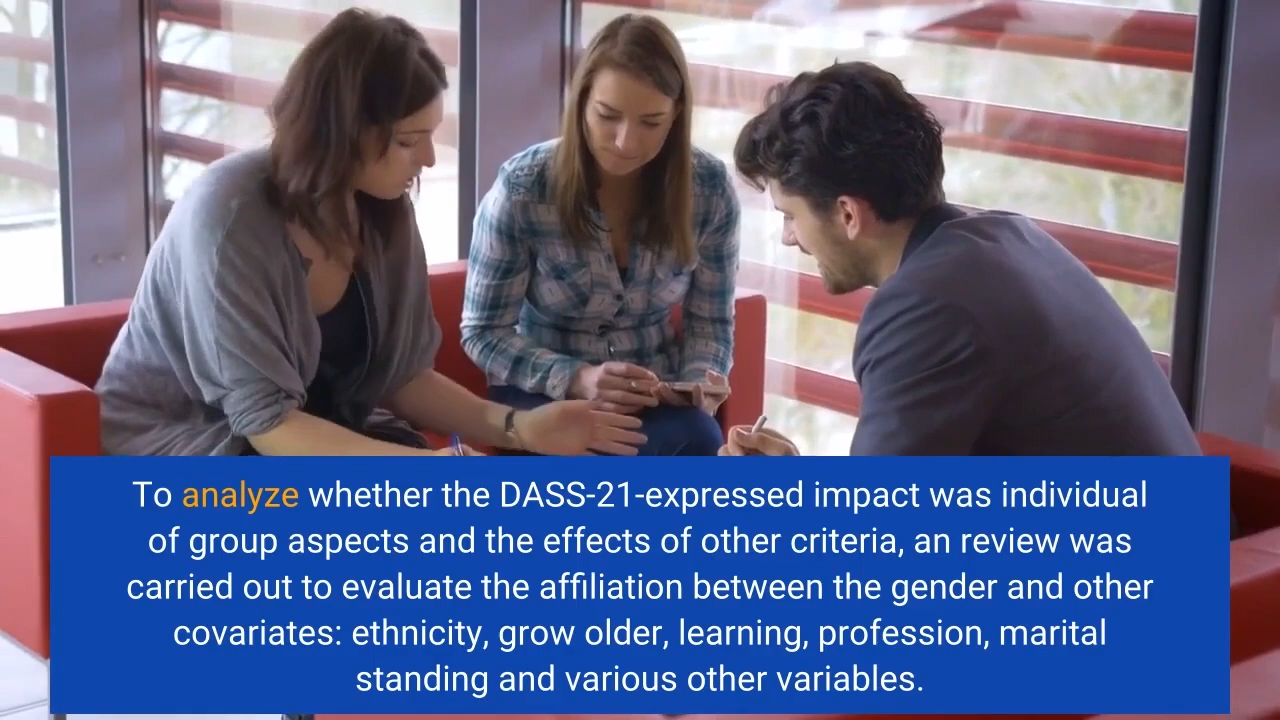 To analyze whether the DASS-21-expressed impact was individual
of group aspects and the effects of other criteria, an review was
carried out to evaluate the affiliation between the gender and other
covariates: ethnicity, grow older, learning, profession, marital
standing and various other variables.